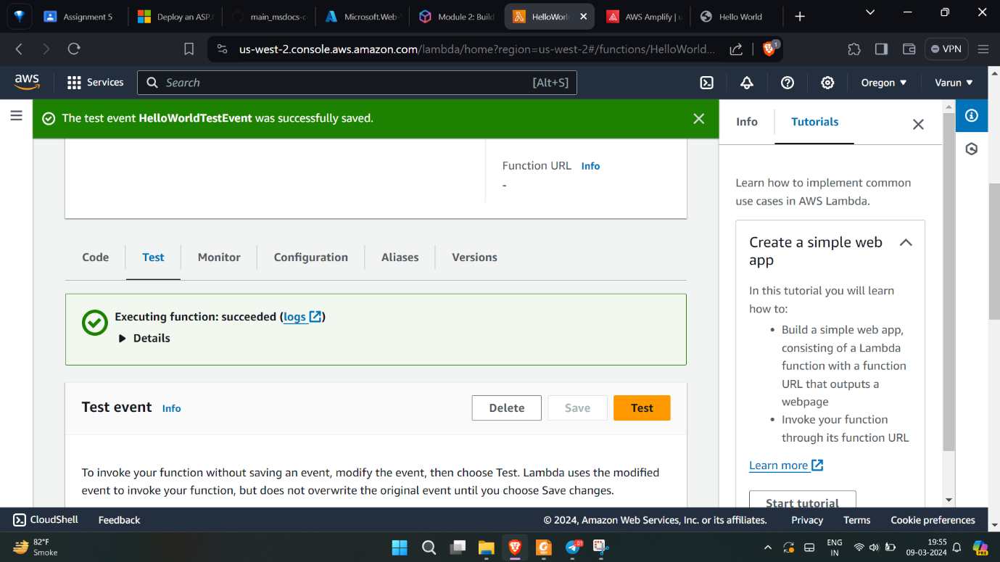 Assignment 5
Deploy an ASP.
main_msdocs-c
Microsoft.Web-
Module 2: Build
HelloWorl
AWS Amplify | u
Hello World
us-west-2.console.aws.amazon.com/lambda/home?region=us-west-2#/functions/HelloWorld...
1
VPN
aws
Services
Search
[Alt+S]
Oregon
Varun
The test event HelloWorldTestEvent was successfully saved.
Function URL Info
-
Code
Test
Monitor
Configuration
Aliases
Versions
Executing function: succeeded (logs)
Details
Test event Info
Delete
Save
Test
To invoke your function without saving an event, modify the event, then choose Test. Lambda uses the modified
event to invoke your function, but does not overwrite the original event until you choose Save changes.
Info
Tutorials
Learn how to implement common
use cases in AWS Lambda.
Create a simple web
app
In this tutorial you will learn
how to:
• Build a simple web app,
consisting of a Lambda
function with a function
URL that outputs a
webpage
• Invoke your function
through its function URL
Learn more
Start tutorial
CloudShell
Feedback
© 2024, Amazon Web Services, Inc. or its affiliates.
Privacy
Terms
Cookie preferences
82°F
Smoke
01
ENG
IN
19:55
09-03-2024
PRE